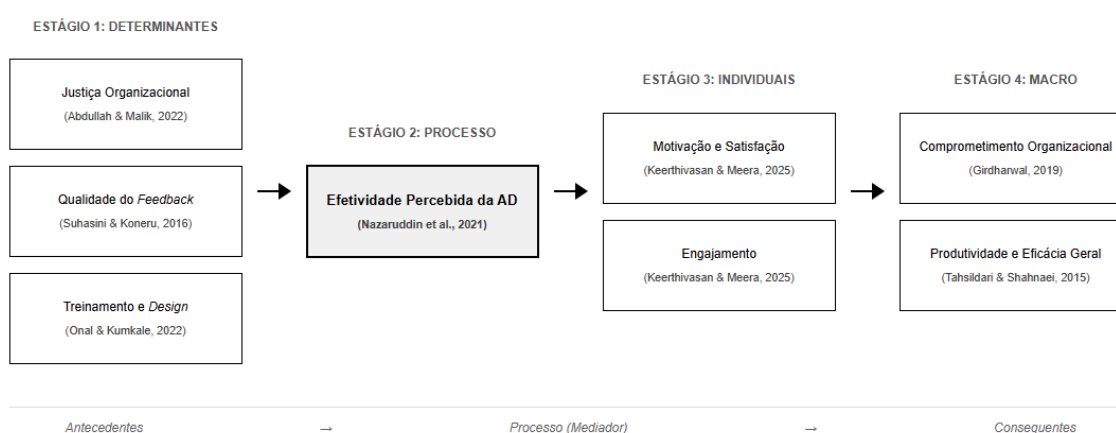 ESTÁGIO 1: DETERMINANTES
Justiça Organizacional
(Abdullah & Malik, 2022)
Qualidade do Feedback
(Suhasini & Koneru, 2016)
Treinamento e Design
(Onal & Kumkale, 2022)
→
ESTÁGIO 2: PROCESSO
Efetividade Percebida da AD
(Nazaruddin et al., 2021)
→
ESTÁGIO 3: INDIVIDUAIS
Motivação e Satisfação
(Keerthivasan & Meera, 2025)
Engajamento
(Keerthivasan & Meera, 2025)
→
ESTÁGIO 4: MACRO
Comprometimento Organizacional
(Girdharwal, 2019)
Produtividade e Eficácia Geral
(Tahsildari & Shahnaei, 2015)
Antecedentes → Processo (Mediador) → Consequentes